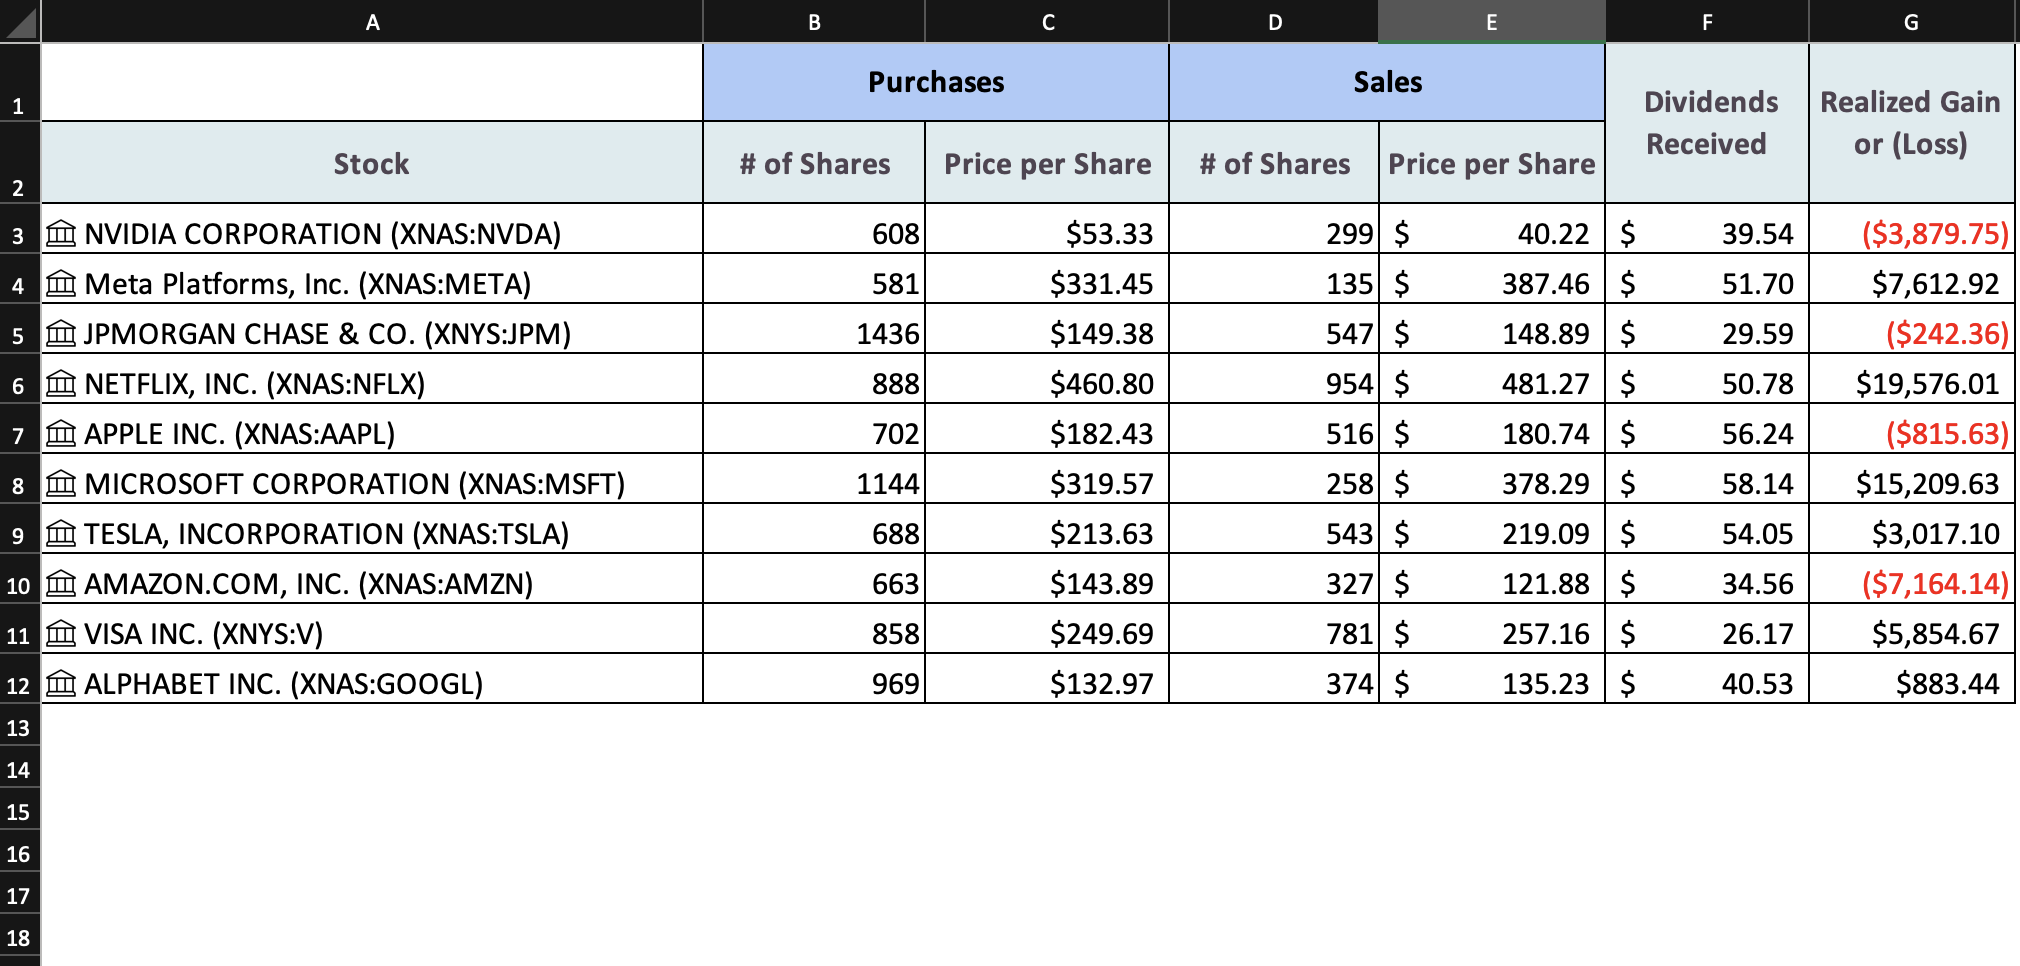 A B C D E F G
1 Purchases Sales Dividends Received Realized Gain or (Loss)
2 Stock # of Shares Price per Share # of Shares Price per Share
3 NVIDIA CORPORATION (XNAS:NVDA) 608 $53.33 299 $ 40.22 $ 39.54 ($3,879.75)
4 Meta Platforms, Inc. (XNAS:META) 581 $331.45 135 $ 387.46 $ 51.70 $7,612.92
5 JPMORGAN CHASE & CO. (XNYS:JPM) 1436 $149.38 547 $ 148.89 $ 29.59 ($242.36)
6 NETFLIX, INC. (XNAS:NFLX) 888 $460.80 954 $ 481.27 $ 50.78 $19,576.01
7 APPLE INC. (XNAS:AAPL) 702 $182.43 516 $ 180.74 $ 56.24 ($815.63)
8 MICROSOFT CORPORATION (XNAS:MSFT) 1144 $319.57 258 $ 378.29 $ 58.14 $15,209.63
9 TESLA, INCORPORATION (XNAS:TSLA) 688 $213.63 543 $ 219.09 $ 54.05 $3,017.10
10 AMAZON.COM, INC. (XNAS:AMZN) 663 $143.89 327 $ 121.88 $ 34.56 ($7,164.14)
11 VISA INC. (XNYS:V) 858 $249.69 781 $ 257.16 $ 26.17 $5,854.67
12 ALPHABET INC. (XNAS:GOOGL) 969 $132.97 374 $ 135.23 $ 40.53 $883.44
13
14
15
16
17
18